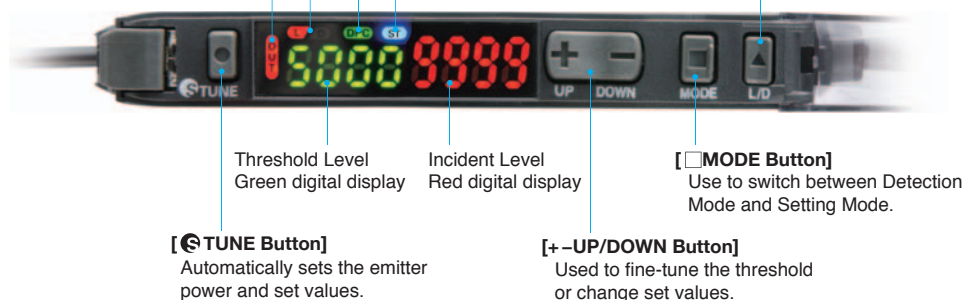 L DPC ST
OUT
5000 9999
S TUNE
+ −
UP DOWN MODE L/D
Threshold Level
Green digital display
Incident Level
Red digital display
[ □MODE Button]
Use to switch between Detection
Mode and Setting Mode.
[ S TUNE Button]
Automatically sets the emitter
power and set values.
[+ −UP/DOWN Button]
Used to fine-tune the threshold
or change set values.